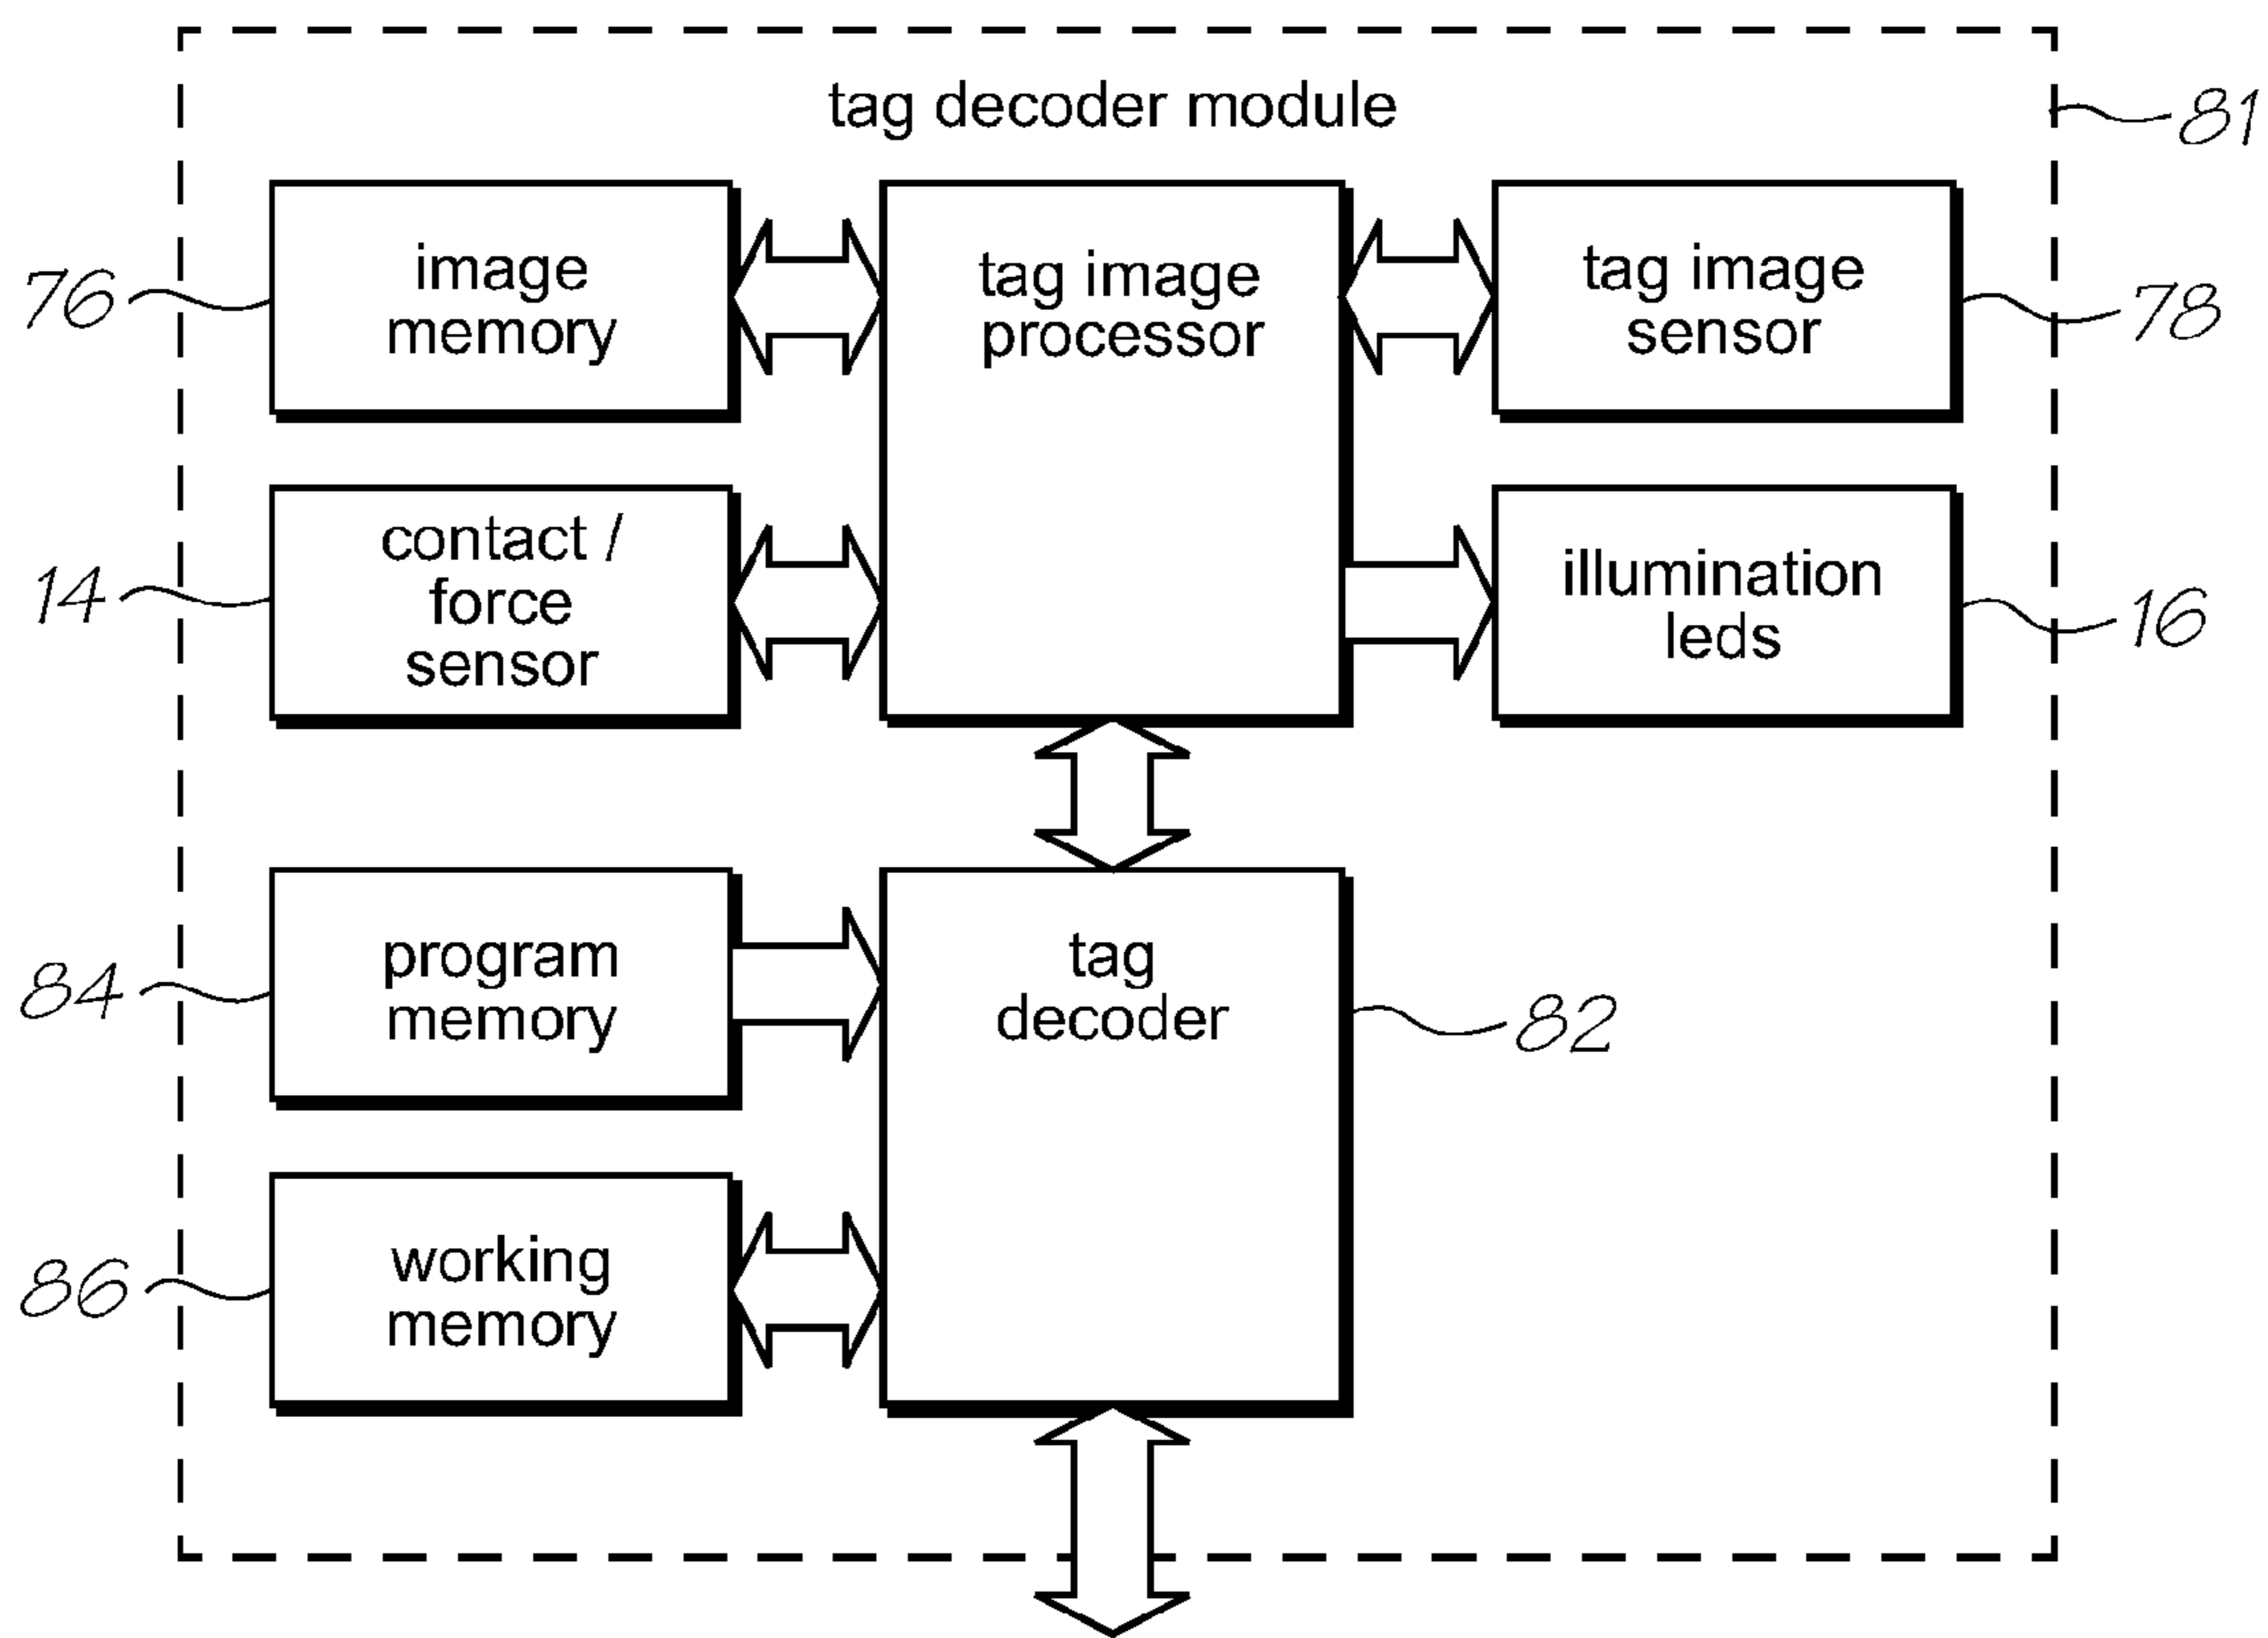 tag decoder module
81
76
image
memory
tag image
processor
tag image
sensor
78
14
contact /
force
sensor
illumination
leds
16
84
program
memory
tag
decoder
82
86
working
memory